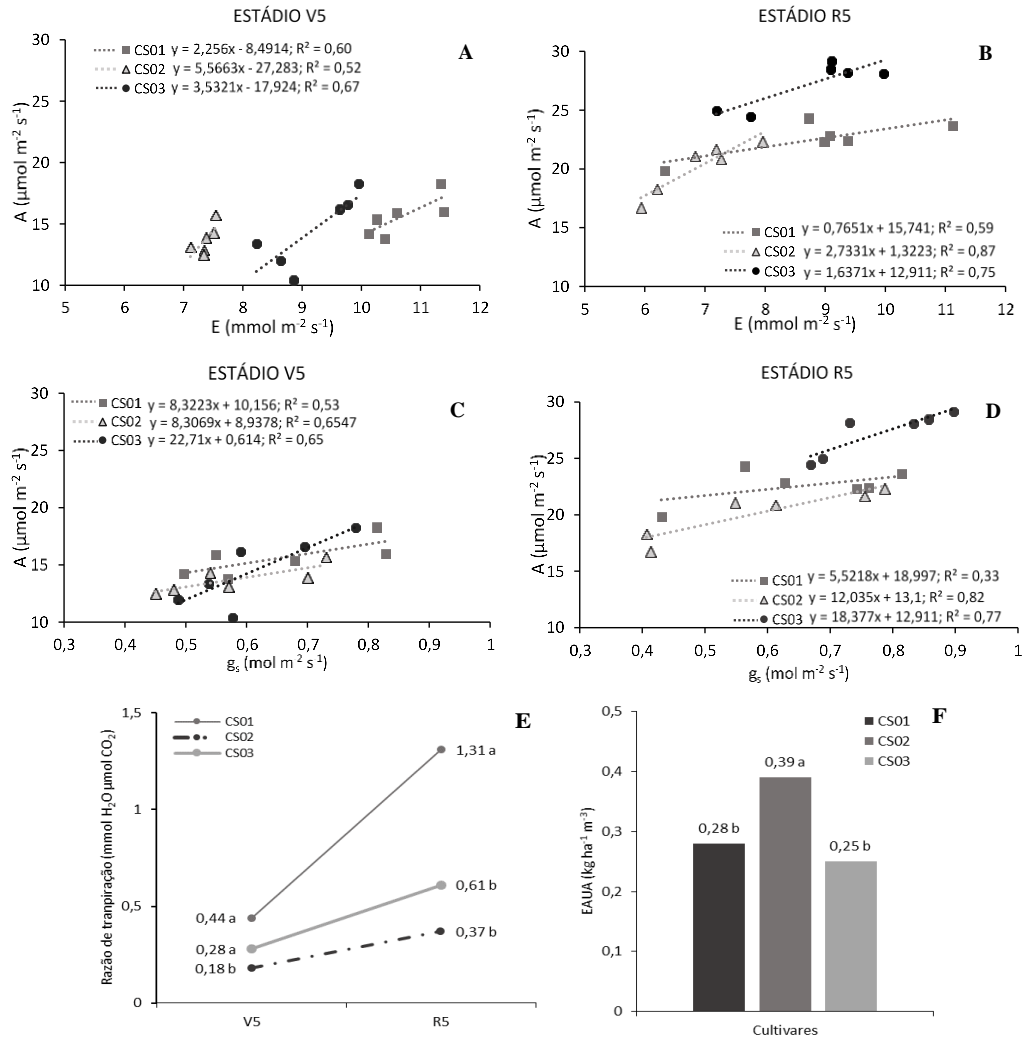 ESTÁDIO V5
A
CS01 y = 2,256x - 8,4914; R² = 0,60
CS02 y = 5,5663x - 27,283; R² = 0,52
CS03 y = 3,5321x - 17,924; R² = 0,67
A (µmol m⁻² s⁻¹)
30
25
20
15
10
5 6 7 8 9 10 11 12
E (mmol m⁻² s⁻¹)
ESTÁDIO R5
B
A (µmol m⁻² s⁻¹)
30
25
20
15
10
CS01 y = 0,7651x + 15,741; R² = 0,59
CS02 y = 2,7331x + 1,3223; R² = 0,87
CS03 y = 1,6371x + 12,911; R² = 0,75
5 6 7 8 9 10 11 12
E (mmol m⁻² s⁻¹)
ESTÁDIO V5
C
CS01 y = 8,3223x + 10,156; R² = 0,53
CS02 y = 8,3069x + 8,9378; R² = 0,6547
CS03 y = 22,71x + 0,614; R² = 0,65
A (µmol m⁻² s⁻¹)
30
25
20
15
10
0,3 0,4 0,5 0,6 0,7 0,8 0,9 1
gₛ (mol m⁻² s⁻¹)
ESTÁDIO R5
D
A (µmol m⁻² s⁻¹)
30
25
20
15
10
CS01 y = 5,5218x + 18,997; R² = 0,33
CS02 y = 12,035x + 13,1; R² = 0,82
CS03 y = 18,377x + 12,911; R² = 0,77
0,3 0,4 0,5 0,6 0,7 0,8 0,9 1
gₛ (mol m⁻² s⁻¹)
E
CS01
CS02
CS03
Razão de tranpiração (mmol H₂O µmol CO₂)
1,5
1
0,5
0
1,31 a
0,61 b
0,37 b
0,44 a
0,28 a
0,18 b
V5 R5
F
CS01
CS02
CS03
EAUA (kg ha⁻¹ m⁻³)
0,5
0,4
0,3
0,2
0,1
0
0,28 b
0,39 a
0,25 b
Cultivares